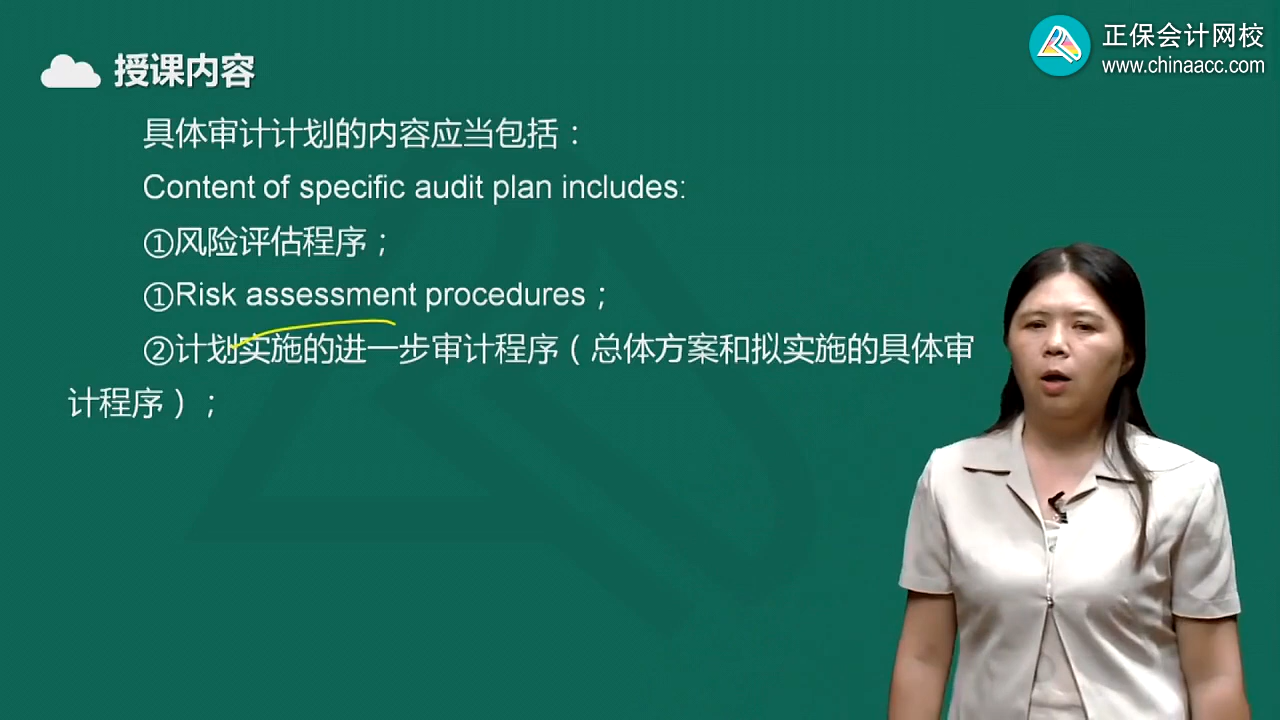 正保会计网校
www.chinaacc.com
授课内容
具体审计计划的内容应当包括：
Content of specific audit plan includes:
①风险评估程序；
①Risk assessment procedures；
②计划实施的进一步审计程序（总体方案和拟实施的具体审
计程序）；